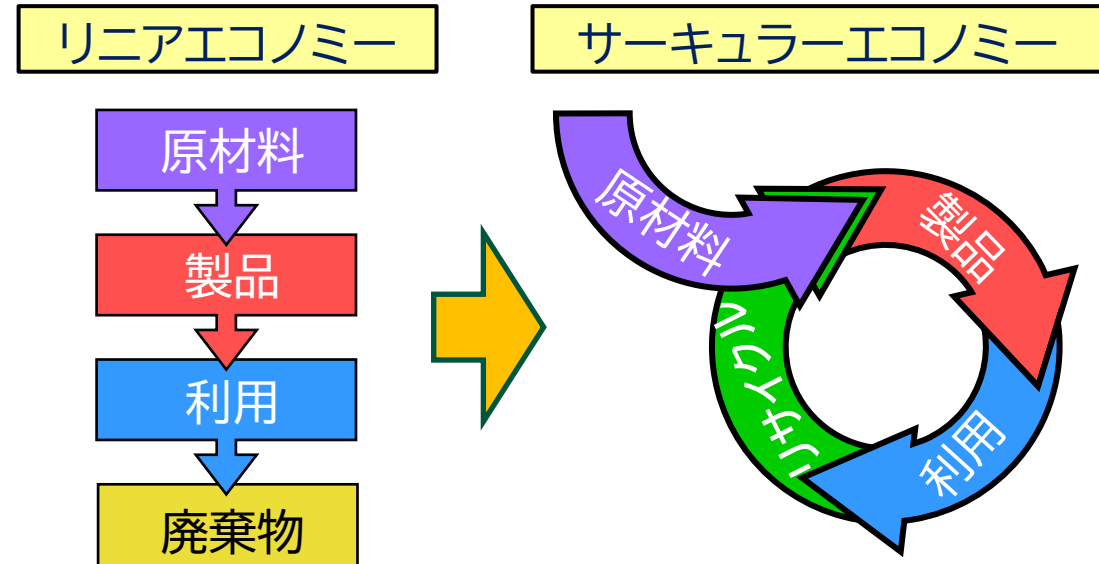 リニアエコノミー
原材料
製品
利用
廃棄物
サーキュラーエコノミー
原材料
製品
利用
リサイクル